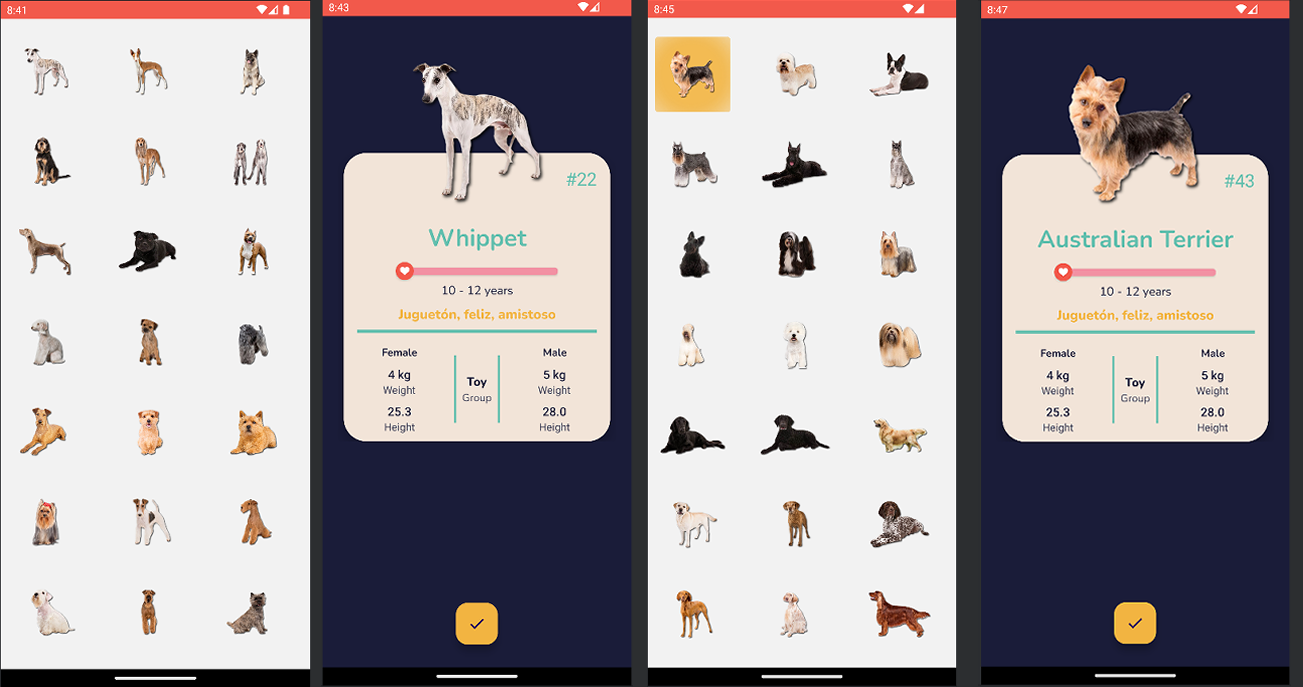 8:41
8:43
#22
Whippet
10 - 12 years
Juguetón, feliz, amistoso
Female
4 kg
Weight
25.3
Height
Toy
Group
Male
5 kg
Weight
28.0
Height
8:45
8:47
#43
Australian Terrier
10 - 12 years
Juguetón, feliz, amistoso
Female
4 kg
Weight
25.3
Height
Toy
Group
Male
5 kg
Weight
28.0
Height